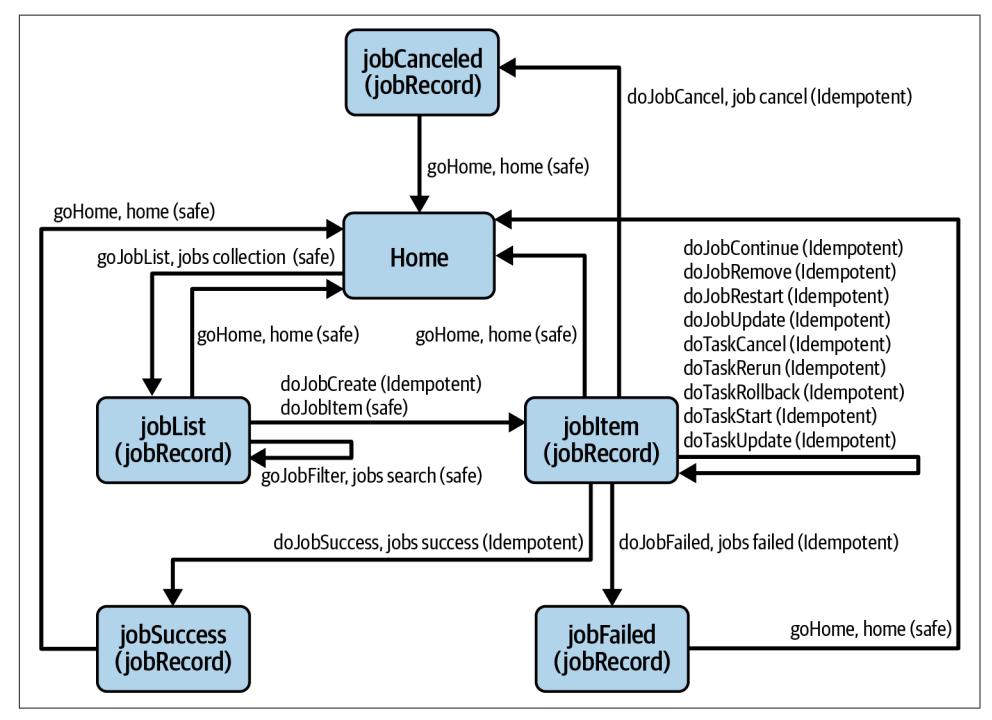 jobCanceled
(jobRecord)
doJobCancel, job cancel (Idempotent)
goHome, home (safe)
goHome, home (safe)
Home
goJobList, jobs collection (safe)
doJobContinue (Idempotent)
doJobRemove (Idempotent)
doJobRestart (Idempotent)
doJobUpdate (Idempotent)
doTaskCancel (Idempotent)
doTaskRerun (Idempotent)
doTaskRollback (Idempotent)
doTaskStart (Idempotent)
doTaskUpdate (Idempotent)
goHome, home (safe)
goHome, home (safe)
doJobCreate (Idempotent)
doJobItem (safe)
jobList
(jobRecord)
jobItem
(jobRecord)
goJobFilter, jobs search (safe)
doJobSuccess, jobs success (Idempotent)
doJobFailed, jobs failed (Idempotent)
jobSuccess
(jobRecord)
jobFailed
(jobRecord)
goHome, home (safe)